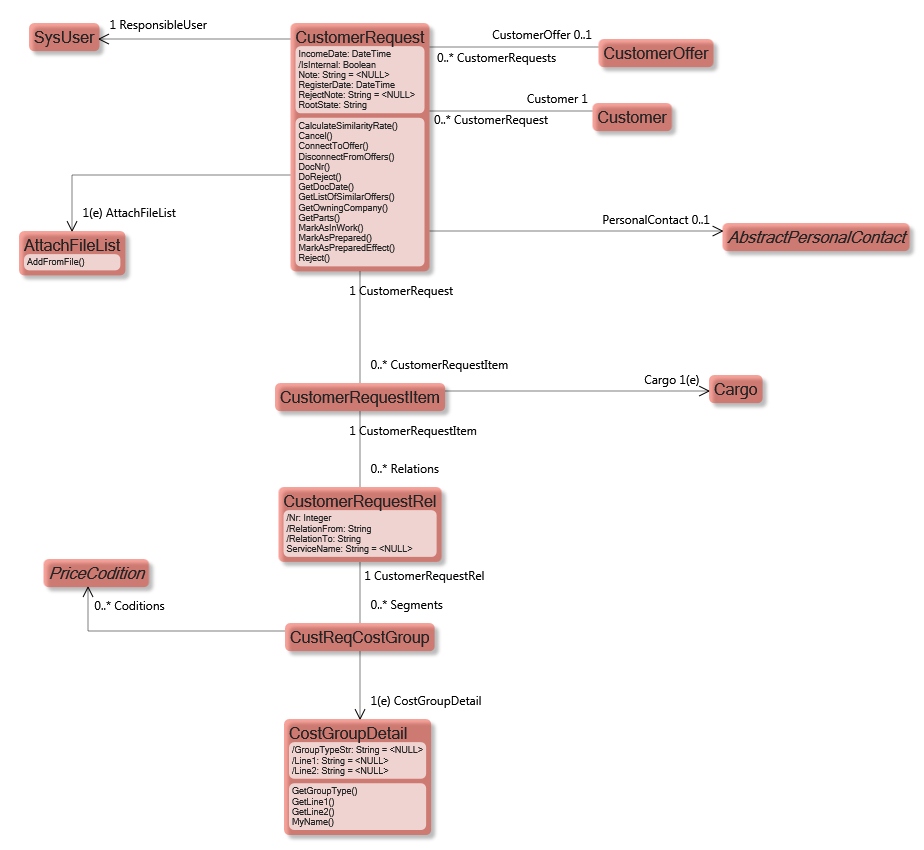 1 ResponsibleUser
SysUser
CustomerRequest
IncomeDate: DateTime
/IsInternal: Boolean
Note: String = <NULL>
RegisterDate: DateTime
RejectNote: String = <NULL>
RootState: String
CalculateSimilarityRate()
Cancel()
ConnectToOffer()
DisconnectFromOffers()
DocNr()
DoReject()
GetDocDate()
GetListOfSimilarOffers()
GetOwningCompany()
GetParts()
MarkAsInWork()
MarkAsPrepared()
MarkAsPreparedEffect()
Reject()
CustomerOffer 0..1
0..* CustomerRequests
CustomerOffer
Customer 1
0..* CustomerRequest
Customer
1(e) AttachFileList
AttachFileList
AddFromFile()
PersonalContact 0..1
AbstractPersonalContact
1 CustomerRequest
0..* CustomerRequestItem
CustomerRequestItem
Cargo 1(e)
Cargo
1 CustomerRequestItem
0..* Relations
CustomerRequestRel
/Nr: Integer
/RelationFrom: String
/RelationTo: String
ServiceName: String = <NULL>
PriceCodition
0..* Coditions
1 CustomerRequestRel
0..* Segments
CustReqCostGroup
1(e) CostGroupDetail
CostGroupDetail
/GroupTypeStr: String = <NULL>
/Line1: String = <NULL>
/Line2: String = <NULL>
GetGroupType()
GetLine1()
GetLine2()
MyName()